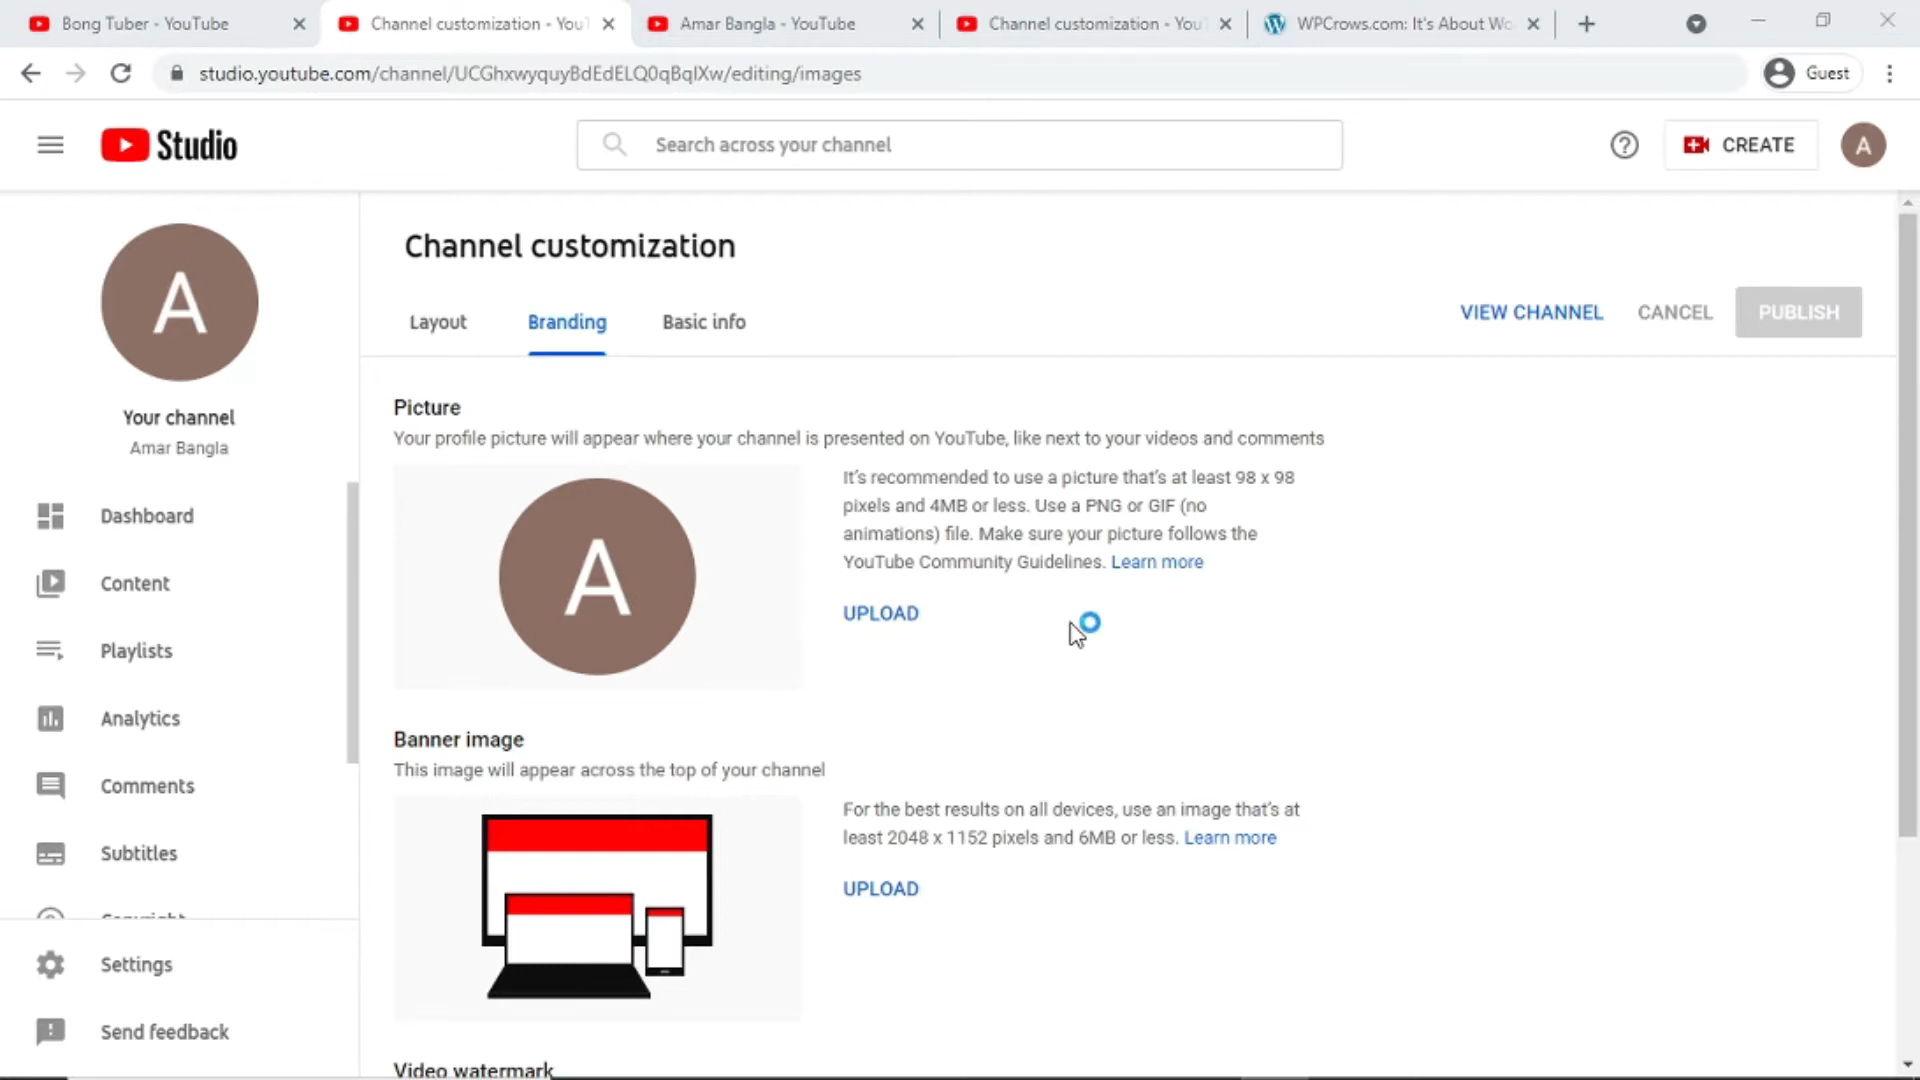 Bong Tuber - YouTube
Channel customization - You
Amar Bangla - YouTube
Channel customization - You
WPCrows.com: It's About Wo
studio.youtube.com/channel/UCGhxwyquyBdEdELQ0qBqIXw/editing/images
Guest
Studio
Search across your channel
CREATE
A
A
Your channel
Amar Bangla
Dashboard
Content
Playlists
Analytics
Comments
Subtitles
Copyright
Settings
Send feedback
Channel customization
Layout
Branding
Basic info
VIEW CHANNEL
CANCEL
PUBLISH
Picture
Your profile picture will appear where your channel is presented on YouTube, like next to your videos and comments
A
It's recommended to use a picture that's at least 98 x 98
pixels and 4MB or less. Use a PNG or GIF (no
animations) file. Make sure your picture follows the
YouTube Community Guidelines. Learn more
UPLOAD
Banner image
This image will appear across the top of your channel
For the best results on all devices, use an image that's at
least 2048 x 1152 pixels and 6MB or less. Learn more
UPLOAD
Video watermark